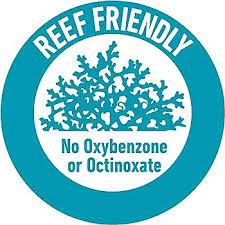 REEF FRIENDLY
No Oxybenzone
or Octinoxate